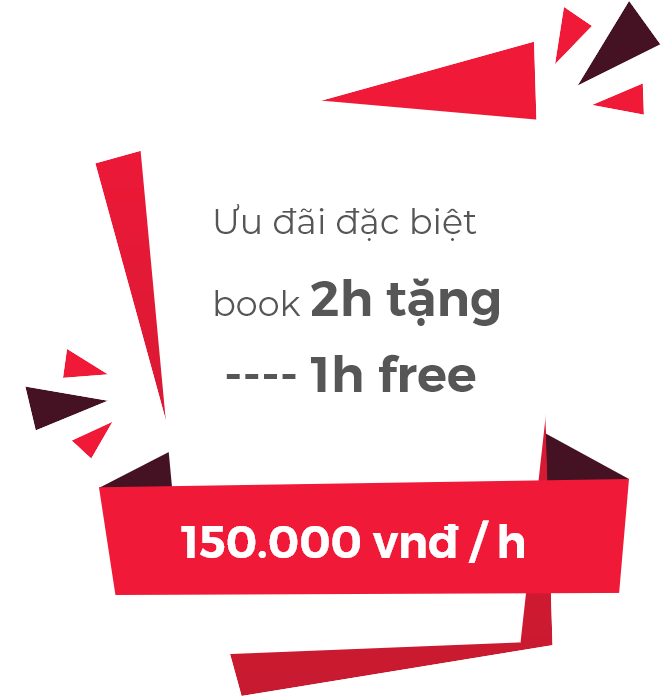 Ưu đãi đặc biệt
book 2h tặng
---- 1h free
150.000 vnđ / h